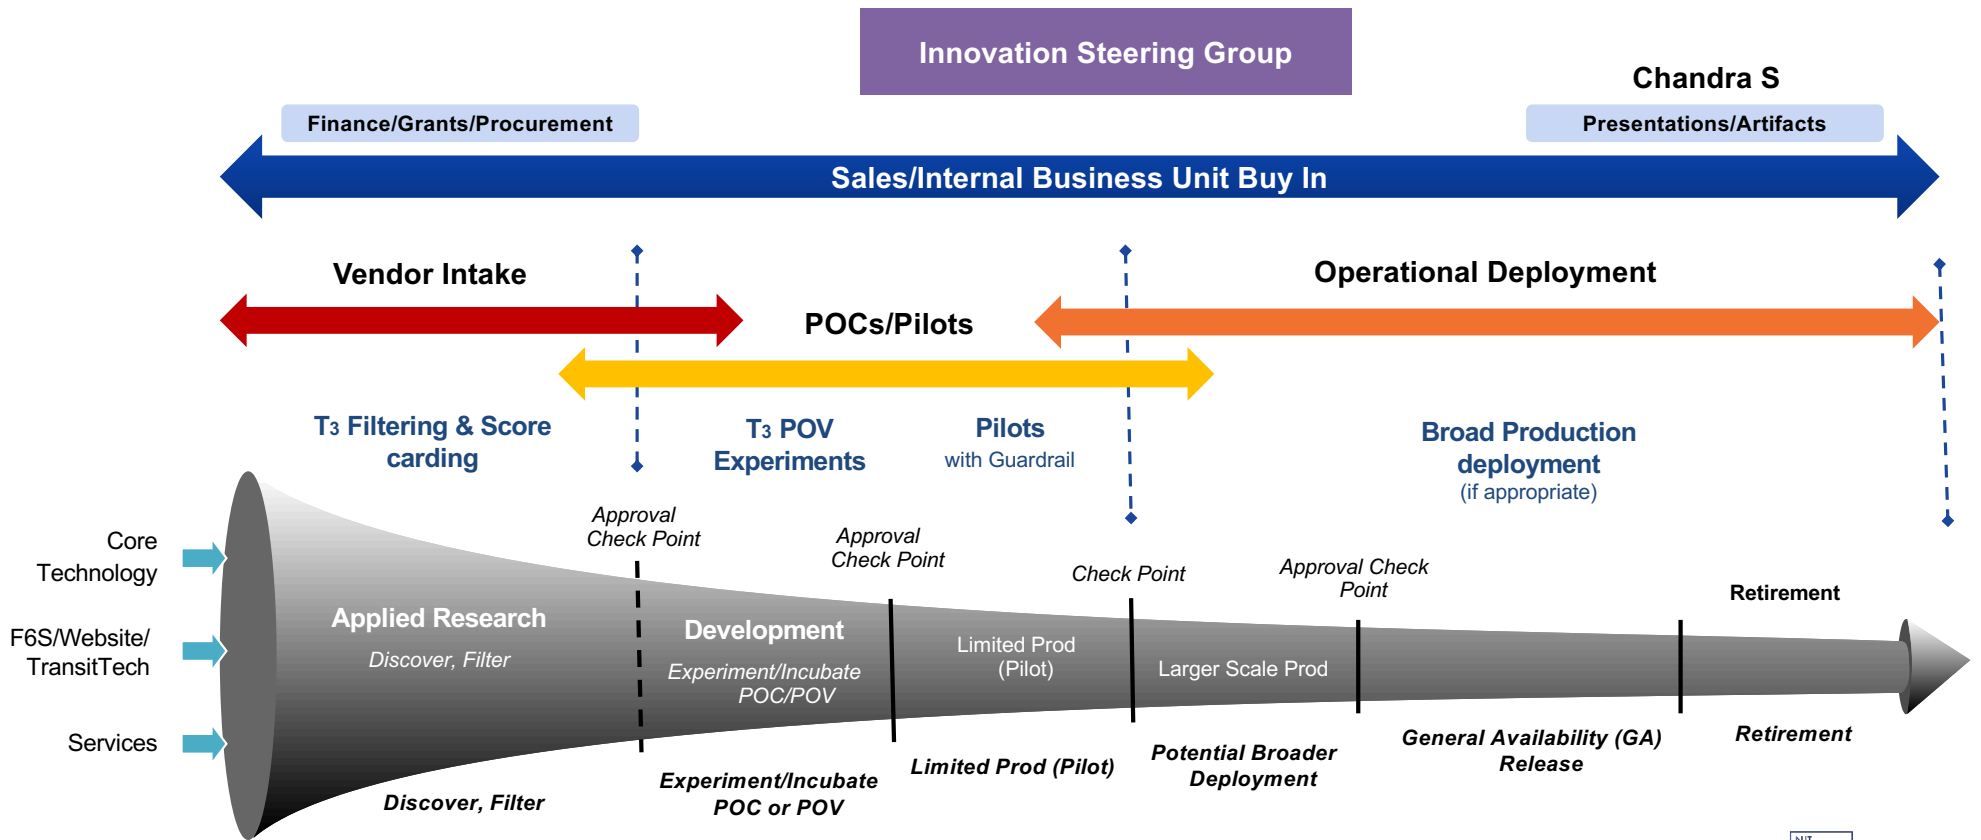 Innovation Steering Group
Chandra S
Finance/Grants/Procurement
Presentations/Artifacts
Sales/Internal Business Unit Buy In
Vendor Intake
Operational Deployment
POCs/Pilots
T3 Filtering & Score
carding
T3 POV
Experiments
Pilots
with Guardrail
Broad Production
deployment
(if appropriate)
Approval
Check Point
Approval
Check Point
Check Point
Approval Check
Point
Retirement
Core
Technology
F6S/Website/
TransitTech
Services
Applied Research
Discover, Filter
Development
Experiment/Incubate
POC/POV
Limited Prod
(Pilot)
Larger Scale Prod
Discover, Filter
Experiment/Incubate
POC or POV
Limited Prod (Pilot)
Potential Broader
Deployment
General Availability (GA)
Release
Retirement